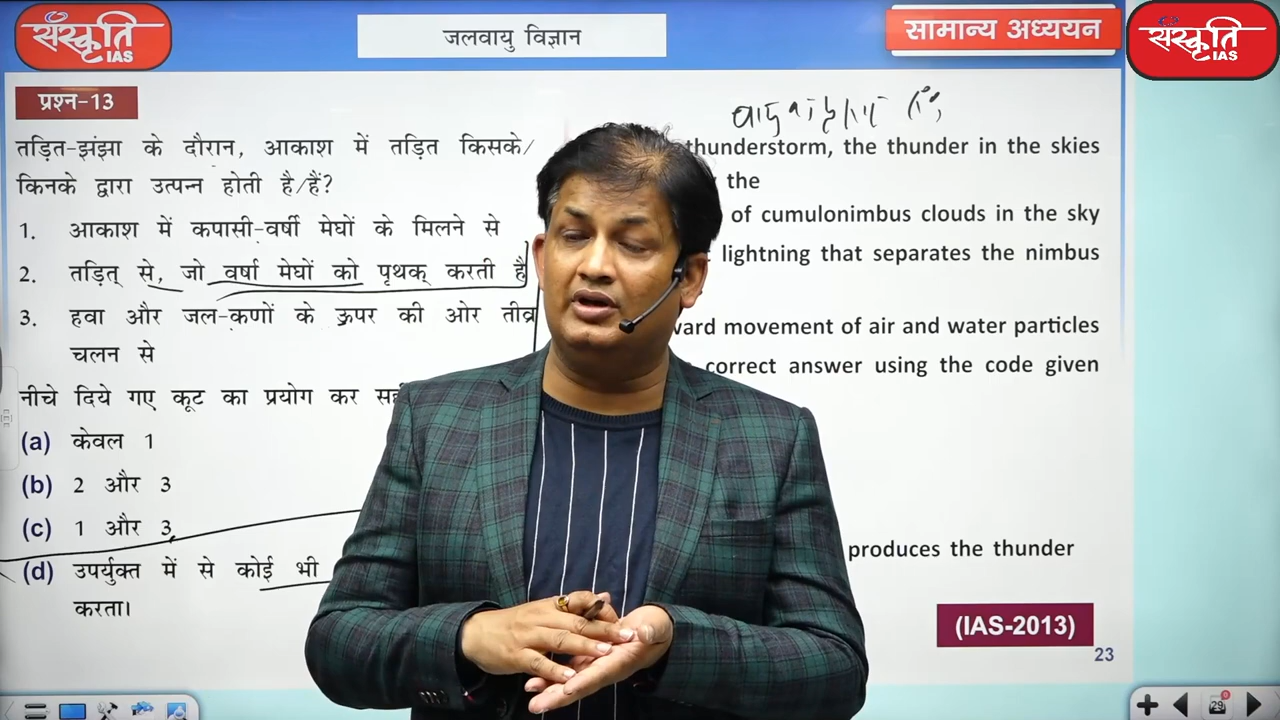 संस्कृति
IAS
जलवायु विज्ञान
सामान्य अध्ययन
संस्कृति
IAS
प्रश्न-13
तड़ित-झंझा के दौरान, आकाश में तड़ित किसके/
किनके द्वारा उत्पन्न होती है/हैं?
1. आकाश में कपासी-वर्षी मेघों के मिलने से
2. तड़ित् से, जो वर्षा मेघों को पृथक् करती है
3. हवा और जल-कणों के ऊपर की ओर तीव्र
चलन से
नीचे दिये गए कूट का प्रयोग कर
(a) केवल 1
(b) 2 और 3
(c) 1 और 3
(d) उपर्युक्त में से कोई भी
करता।
thunderstorm, the thunder in the skies
the
of cumulonimbus clouds in the sky
lightning that separates the nimbus
movement of air and water particles
correct answer using the code given
produces the thunder
(IAS-2013)
23
29